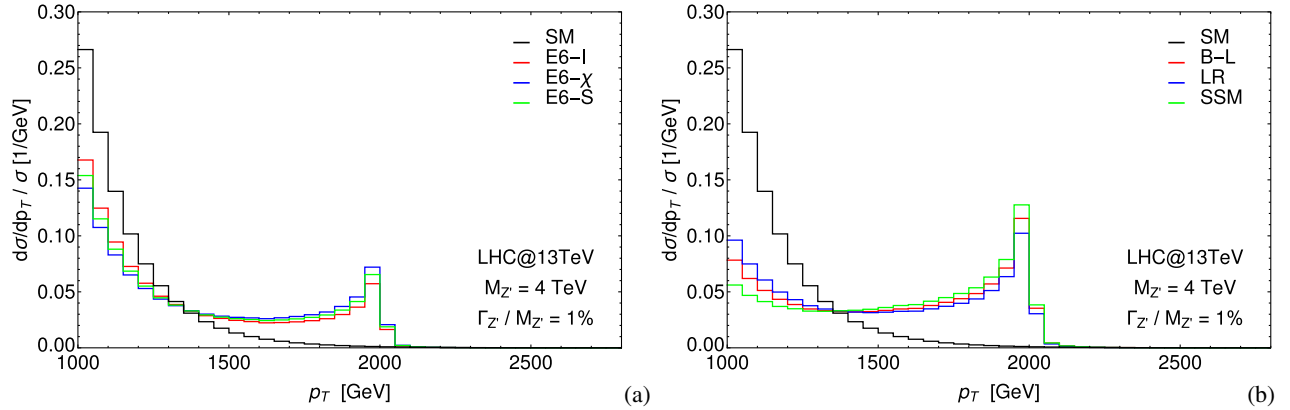 SM
E6-I
E6-χ
E6-S
0.30
0.25
0.20
0.15
0.10
0.05
0.00
dσ/dp_T / σ [1/GeV]
LHC@13TeV
M_Z' = 4 TeV
Γ_Z' / M_Z' = 1%
1000 1500 2000 2500
p_T [GeV]
(a)
SM
B-L
LR
SSM
0.30
0.25
0.20
0.15
0.10
0.05
0.00
dσ/dp_T / σ [1/GeV]
LHC@13TeV
M_Z' = 4 TeV
Γ_Z' / M_Z' = 1%
1000 1500 2000 2500
p_T [GeV]
(b)